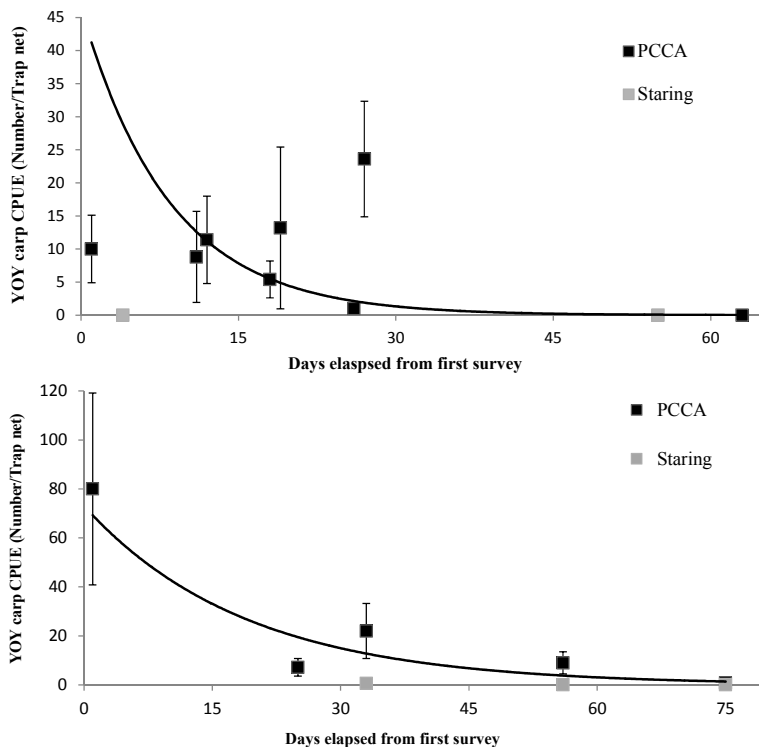 45
40
35
30
25
20
15
10
5
0
YOY carp CPUE (Number/Trap net)
PCCA
Staring
0 15 30 45 60
Days elaspsed from first survey
120
100
80
60
40
20
0
YOY carp CPUE (Number/Trap net)
PCCA
Staring
0 15 30 45 60 75
Days elapsed from first survey